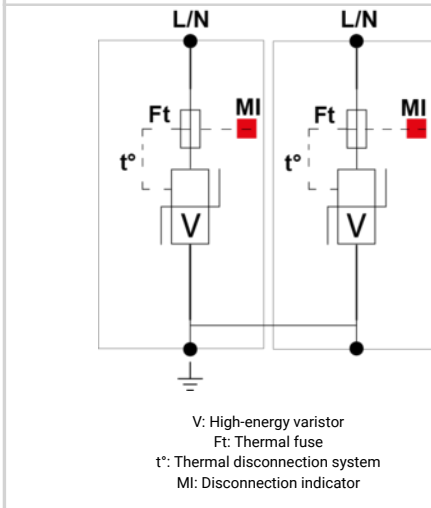 L/N L/N
Ft MI Ft MI
t° t°
V V
V: High-energy varistor
Ft: Thermal fuse
t°: Thermal disconnection system
MI: Disconnection indicator